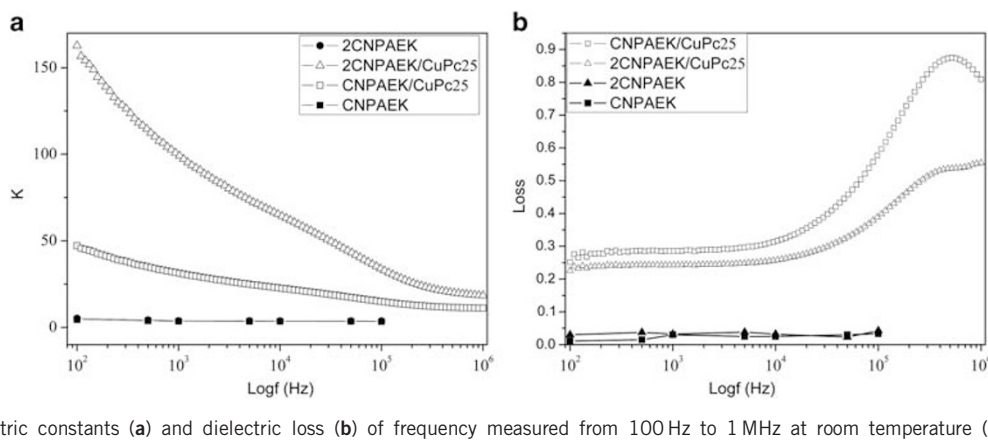 a
2CNPAEK
2CNPAEK/CuPc25
CNPAEK/CuPc25
CNPAEK
150
100
50
0
K
10² 10³ 10⁴ 10⁵ 10⁶
Logf (Hz)
b
CNPAEK/CuPc25
2CNPAEK/CuPc25
2CNPAEK
CNPAEK
0.9
0.8
0.7
0.6
0.5
0.4
0.3
0.2
0.1
0.0
Loss
10² 10³ 10⁴ 10⁵ 10⁶
Logf (Hz)
tric constants (a) and dielectric loss (b) of frequency measured from 100 Hz to 1 MHz at room temperature (